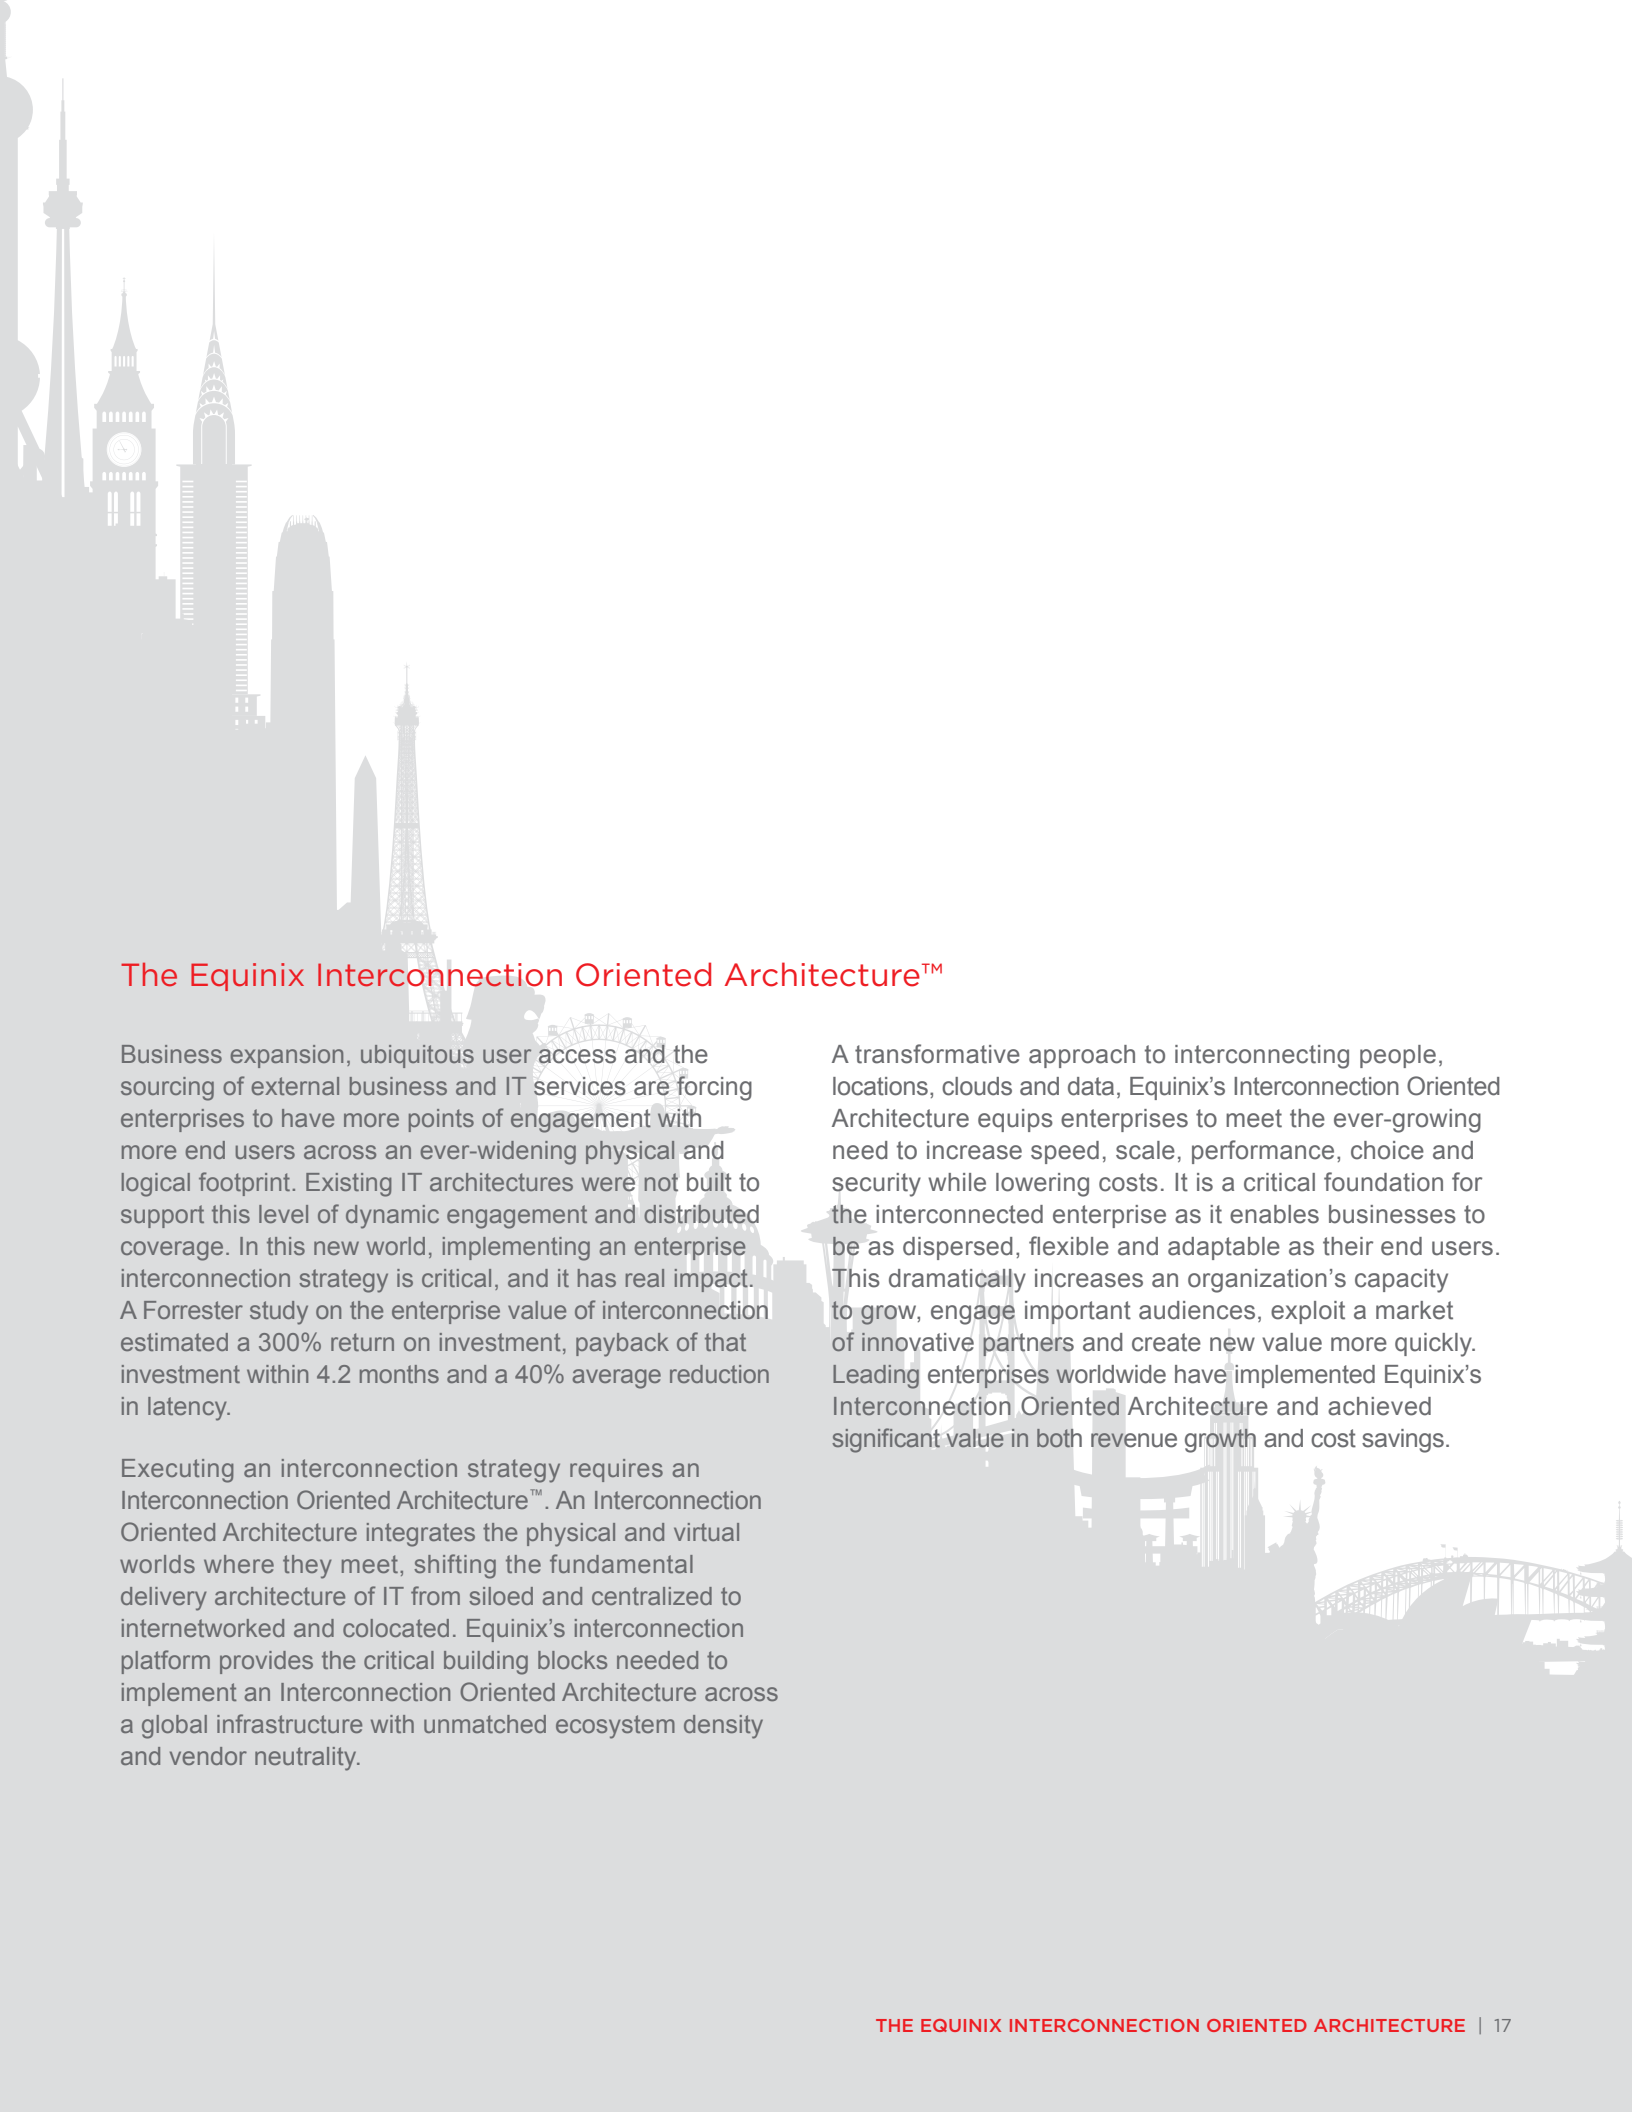 The Equinix Interconnection Oriented Architecture™
Business expansion, ubiquitous user access and the
sourcing of external business and IT services are forcing
enterprises to have more points of engagement with
more end users across an ever-widening physical and
logical footprint. Existing IT architectures were not built to
support this level of dynamic engagement and distributed
coverage. In this new world, implementing an enterprise
interconnection strategy is critical, and it has real impact.
A Forrester study on the enterprise value of interconnection
estimated a 300% return on investment, payback of that
investment within 4.2 months and a 40% average reduction
in latency.
Executing an interconnection strategy requires an
Interconnection Oriented Architecture™. An Interconnection
Oriented Architecture integrates the physical and virtual
worlds where they meet, shifting the fundamental
delivery architecture of IT from siloed and centralized to
internetworked and colocated. Equinix’s interconnection
platform provides the critical building blocks needed to
implement an Interconnection Oriented Architecture across
a global infrastructure with unmatched ecosystem density
and vendor neutrality.
A transformative approach to interconnecting people,
locations, clouds and data, Equinix’s Interconnection Oriented
Architecture equips enterprises to meet the ever-growing
need to increase speed, scale, performance, choice and
security while lowering costs. It is a critical foundation for
the interconnected enterprise as it enables businesses to
be as dispersed, flexible and adaptable as their end users.
This dramatically increases an organization’s capacity
to grow, engage important audiences, exploit a market
of innovative partners and create new value more quickly.
Leading enterprises worldwide have implemented Equinix’s
Interconnection Oriented Architecture and achieved
significant value in both revenue growth and cost savings.
THE EQUINIX INTERCONNECTION ORIENTED ARCHITECTURE | 17